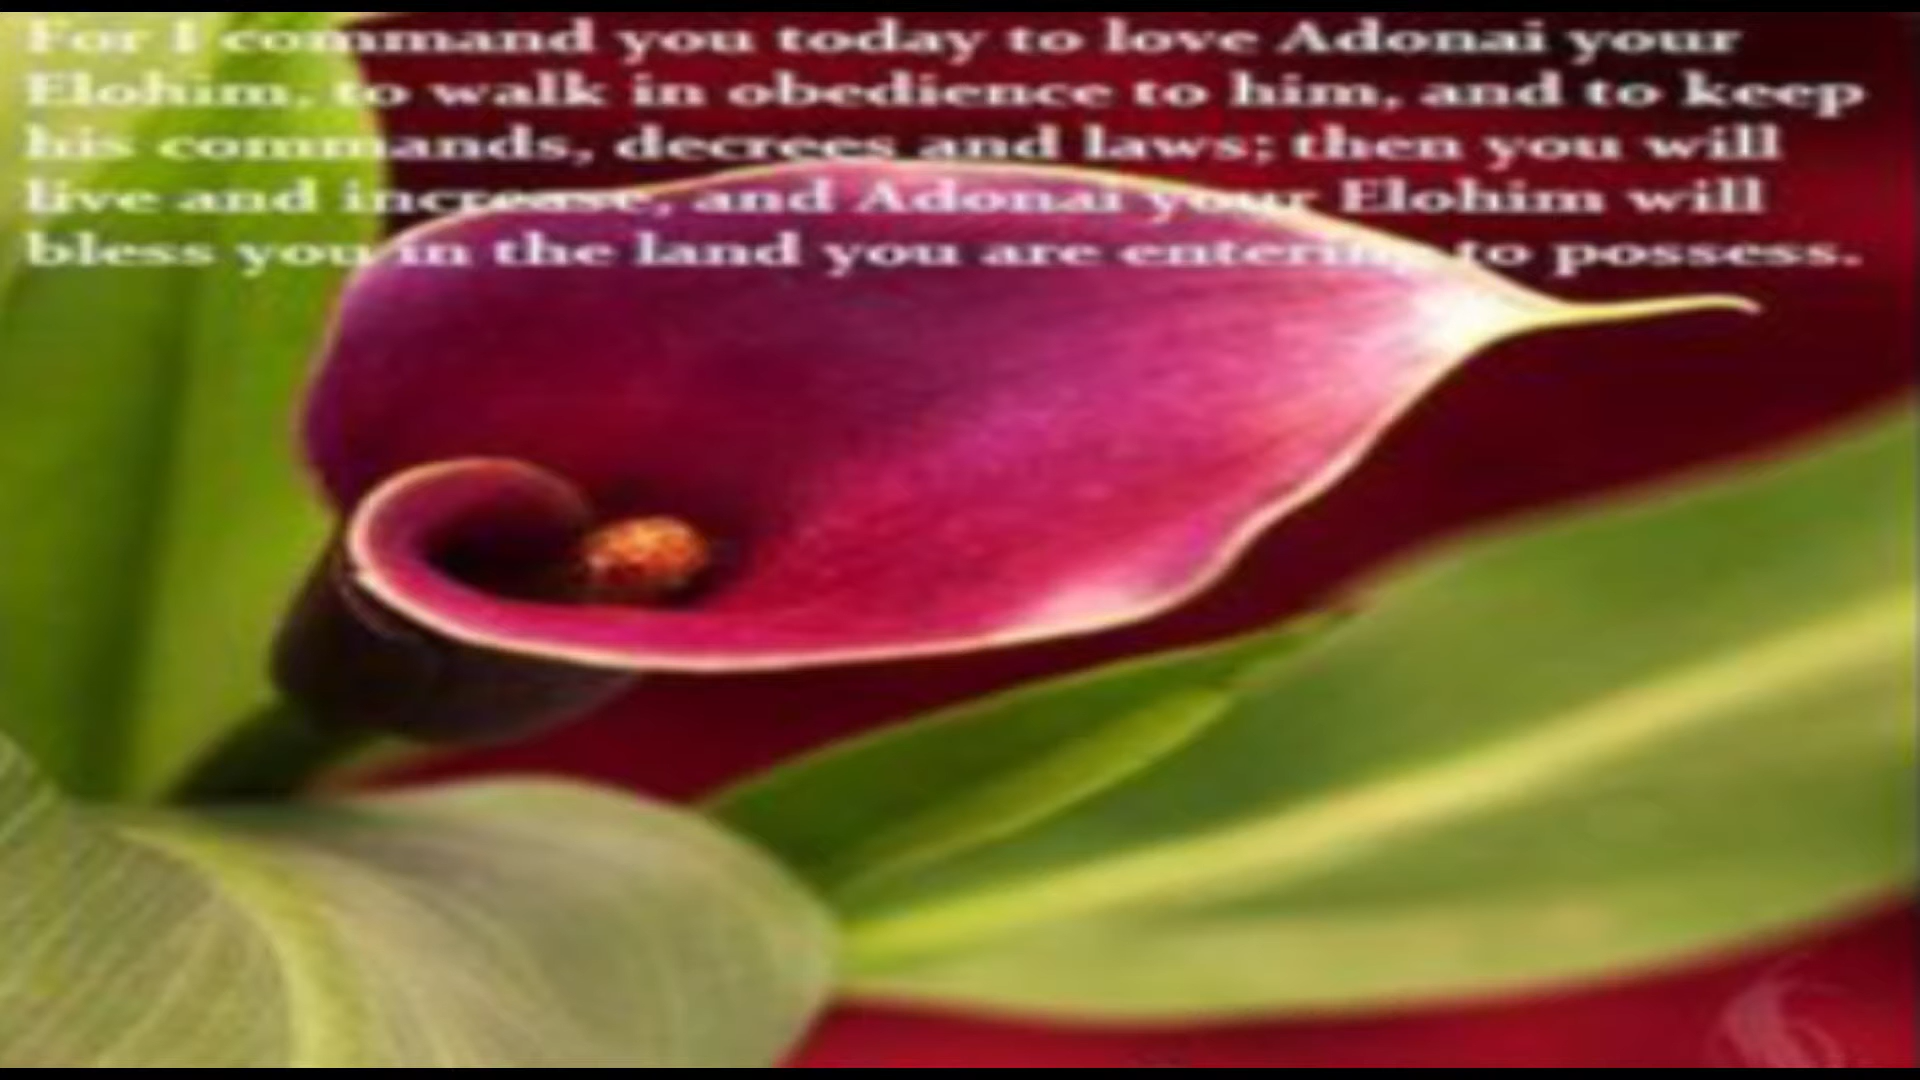 For I command you today to love Adonai your
Elohim, to walk in obedience to him, and to keep
his commands, decrees and laws; then you will
live and increase, and Adonai your Elohim will
bless you in the land you are entering to possess.